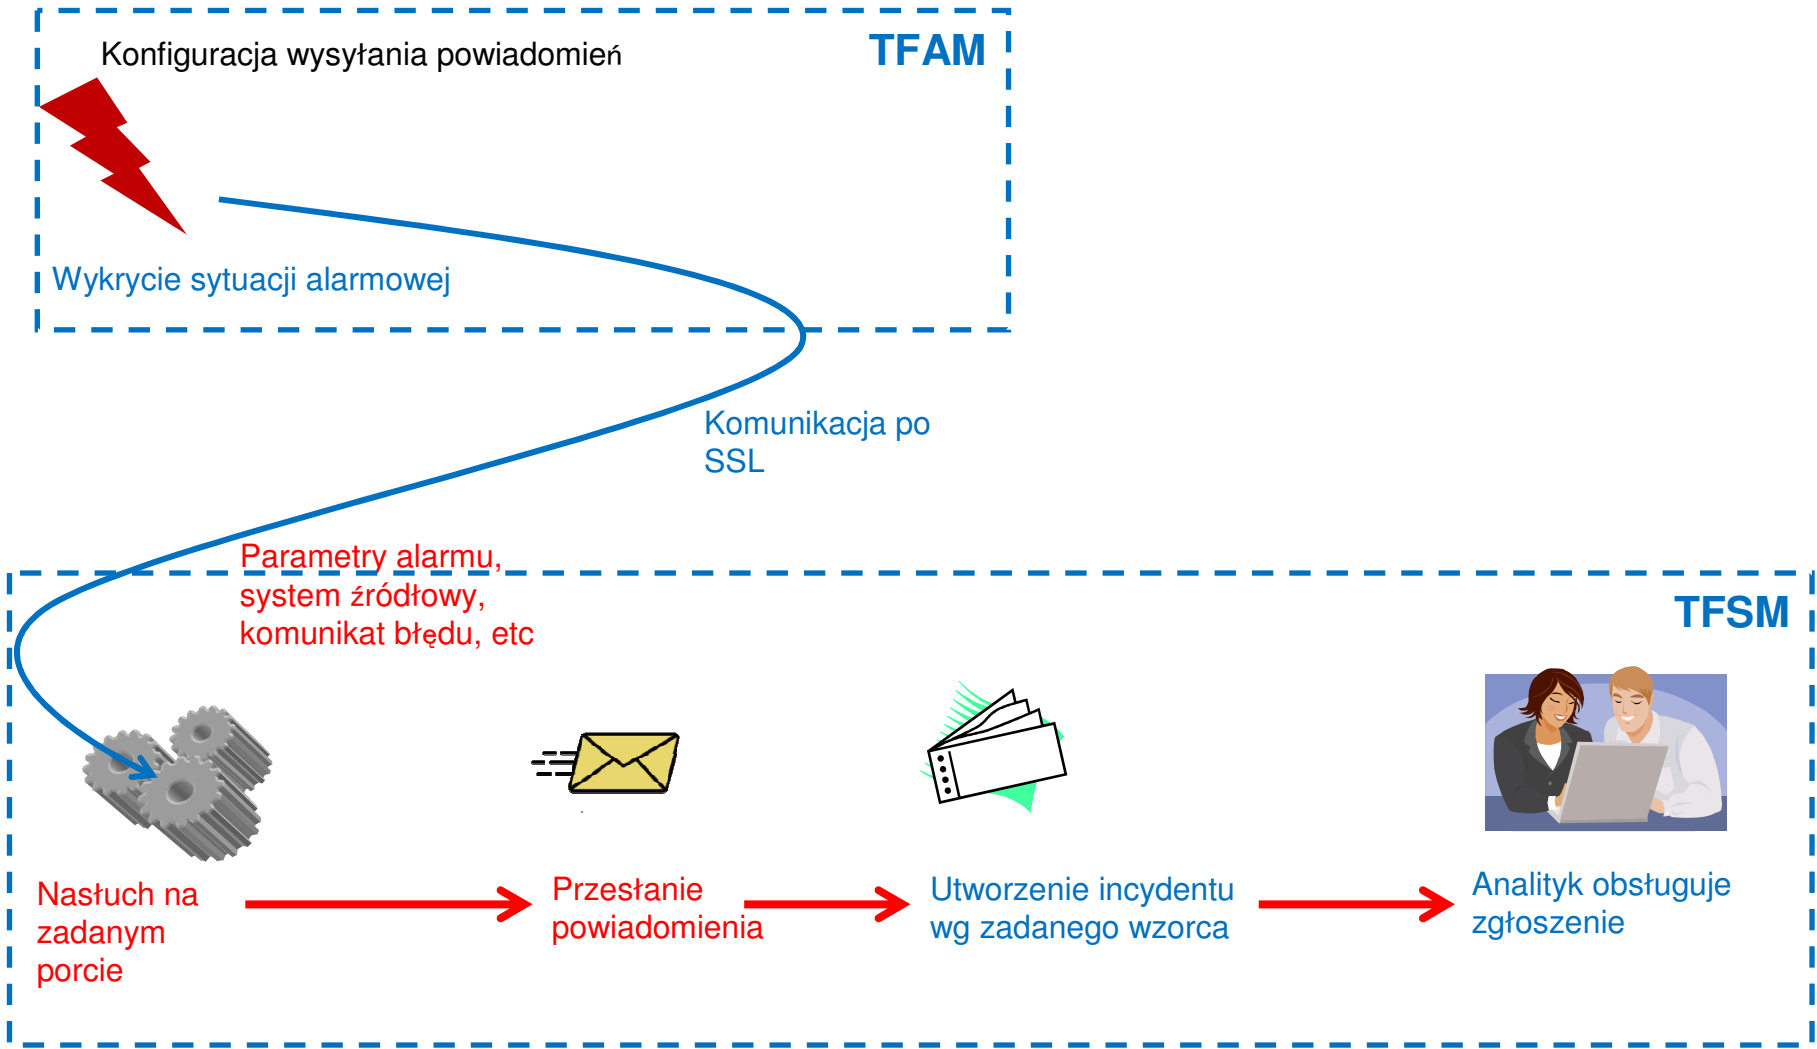 Konfiguracja wysyłania powiadomień
TFAM
Wykrycie sytuacji alarmowej
Komunikacja po
SSL
Parametry alarmu,
system źródłowy,
komunikat błędu, etc
TFSM
Nasłuch na
zadanym
porcie
Przesłanie
powiadomienia
Utworzenie incydentu
wg zadanego wzorca
Analityk obsługuje
zgłoszenie